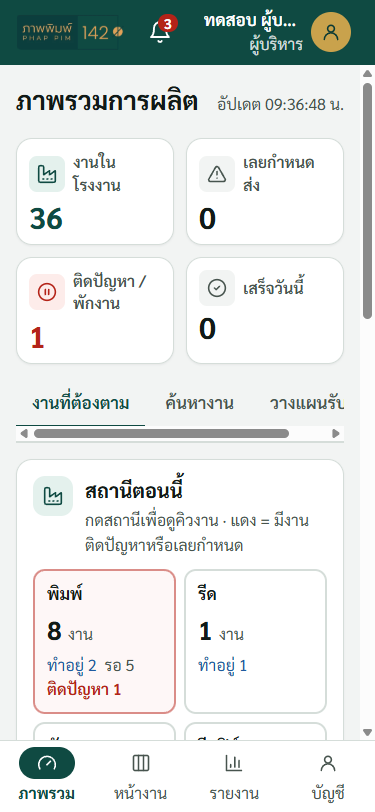 ภาพพิมพ์
PHAP PIM
142
3
ทดสอบ ผู้บ...
ผู้บริหาร
ภาพรวมการผลิต
อัปเดต 09:36:48 น.
งานใน
โรงงาน
36
เลยกำหนด
ส่ง
0
ติดปัญหา /
พักงาน
1
เสร็จวันนี้
0
งานที่ต้องตาม
ค้นหางาน
วางแผนรับ
สถานีตอนนี้
กดสถานีเพื่อดูคิวงาน · แดง = มีงาน
ติดปัญหาหรือเลยกำหนด
พิมพ์
8 งาน
ทำอยู่ 2 รอ 5
ติดปัญหา 1
รีด
1 งาน
ทำอยู่ 1
ภาพรวม
หน้างาน
รายงาน
บัญชี